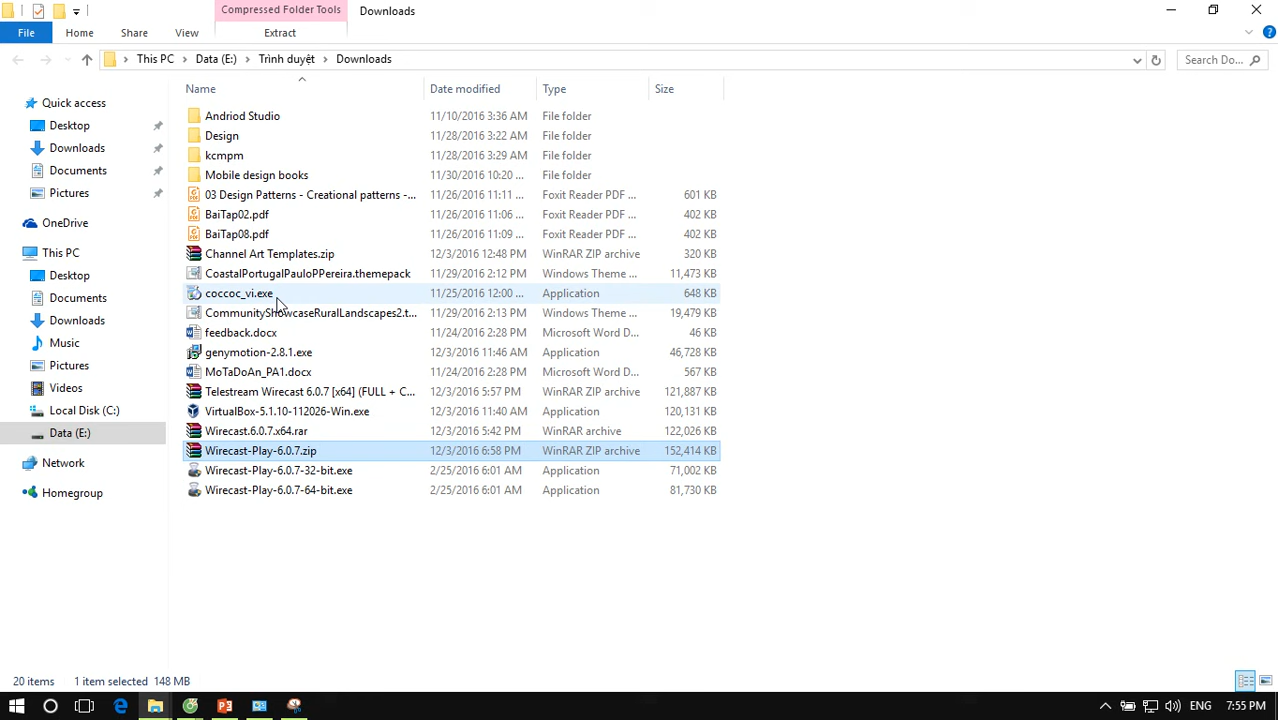 Compressed Folder Tools
Downloads
File
Home
Share
View
Extract
This PC
Data (E:)
Trình duyệt
Downloads
Search Do...
Quick access
Desktop
Downloads
Documents
Pictures
OneDrive
This PC
Desktop
Documents
Downloads
Music
Pictures
Videos
Local Disk (C:)
Data (E:)
Network
Homegroup
Name Date modified Type Size
Andriod Studio 11/10/2016 3:36 AM File folder
Design 11/28/2016 3:22 AM File folder
kcmpm 11/28/2016 3:29 AM File folder
Mobile design books 11/30/2016 10:20 ... File folder
03 Design Patterns - Creational patterns -... 11/26/2016 11:11 ... Foxit Reader PDF ... 601 KB
BaiTap02.pdf 11/26/2016 11:06 ... Foxit Reader PDF ... 402 KB
BaiTap08.pdf 11/26/2016 11:09 ... Foxit Reader PDF ... 402 KB
Channel Art Templates.zip 12/3/2016 12:48 PM WinRAR ZIP archive 320 KB
CoastalPortugalPauloPPereira.themepack 11/29/2016 2:12 PM Windows Theme ... 11,473 KB
coccoc_vi.exe 11/25/2016 12:00 ... Application 648 KB
CommunityShowcaseRuralLandscapes2.t... 11/29/2016 2:13 PM Windows Theme ... 19,479 KB
feedback.docx 11/24/2016 2:28 PM Microsoft Word D... 46 KB
genymotion-2.8.1.exe 12/3/2016 11:46 AM Application 46,728 KB
MoTaDoAn_PA1.docx 11/24/2016 2:28 PM Microsoft Word D... 567 KB
Telestream Wirecast 6.0.7 [x64] (FULL + C... 12/3/2016 5:57 PM WinRAR ZIP archive 121,887 KB
VirtualBox-5.1.10-112026-Win.exe 12/3/2016 11:40 AM Application 120,131 KB
Wirecast.6.0.7.x64.rar 12/3/2016 5:42 PM WinRAR archive 122,026 KB
Wirecast-Play-6.0.7.zip 12/3/2016 6:58 PM WinRAR ZIP archive 152,414 KB
Wirecast-Play-6.0.7-32-bit.exe 2/25/2016 6:01 AM Application 71,002 KB
Wirecast-Play-6.0.7-64-bit.exe 2/25/2016 6:01 AM Application 81,730 KB
20 items 1 item selected 148 MB
ENG 7:55 PM